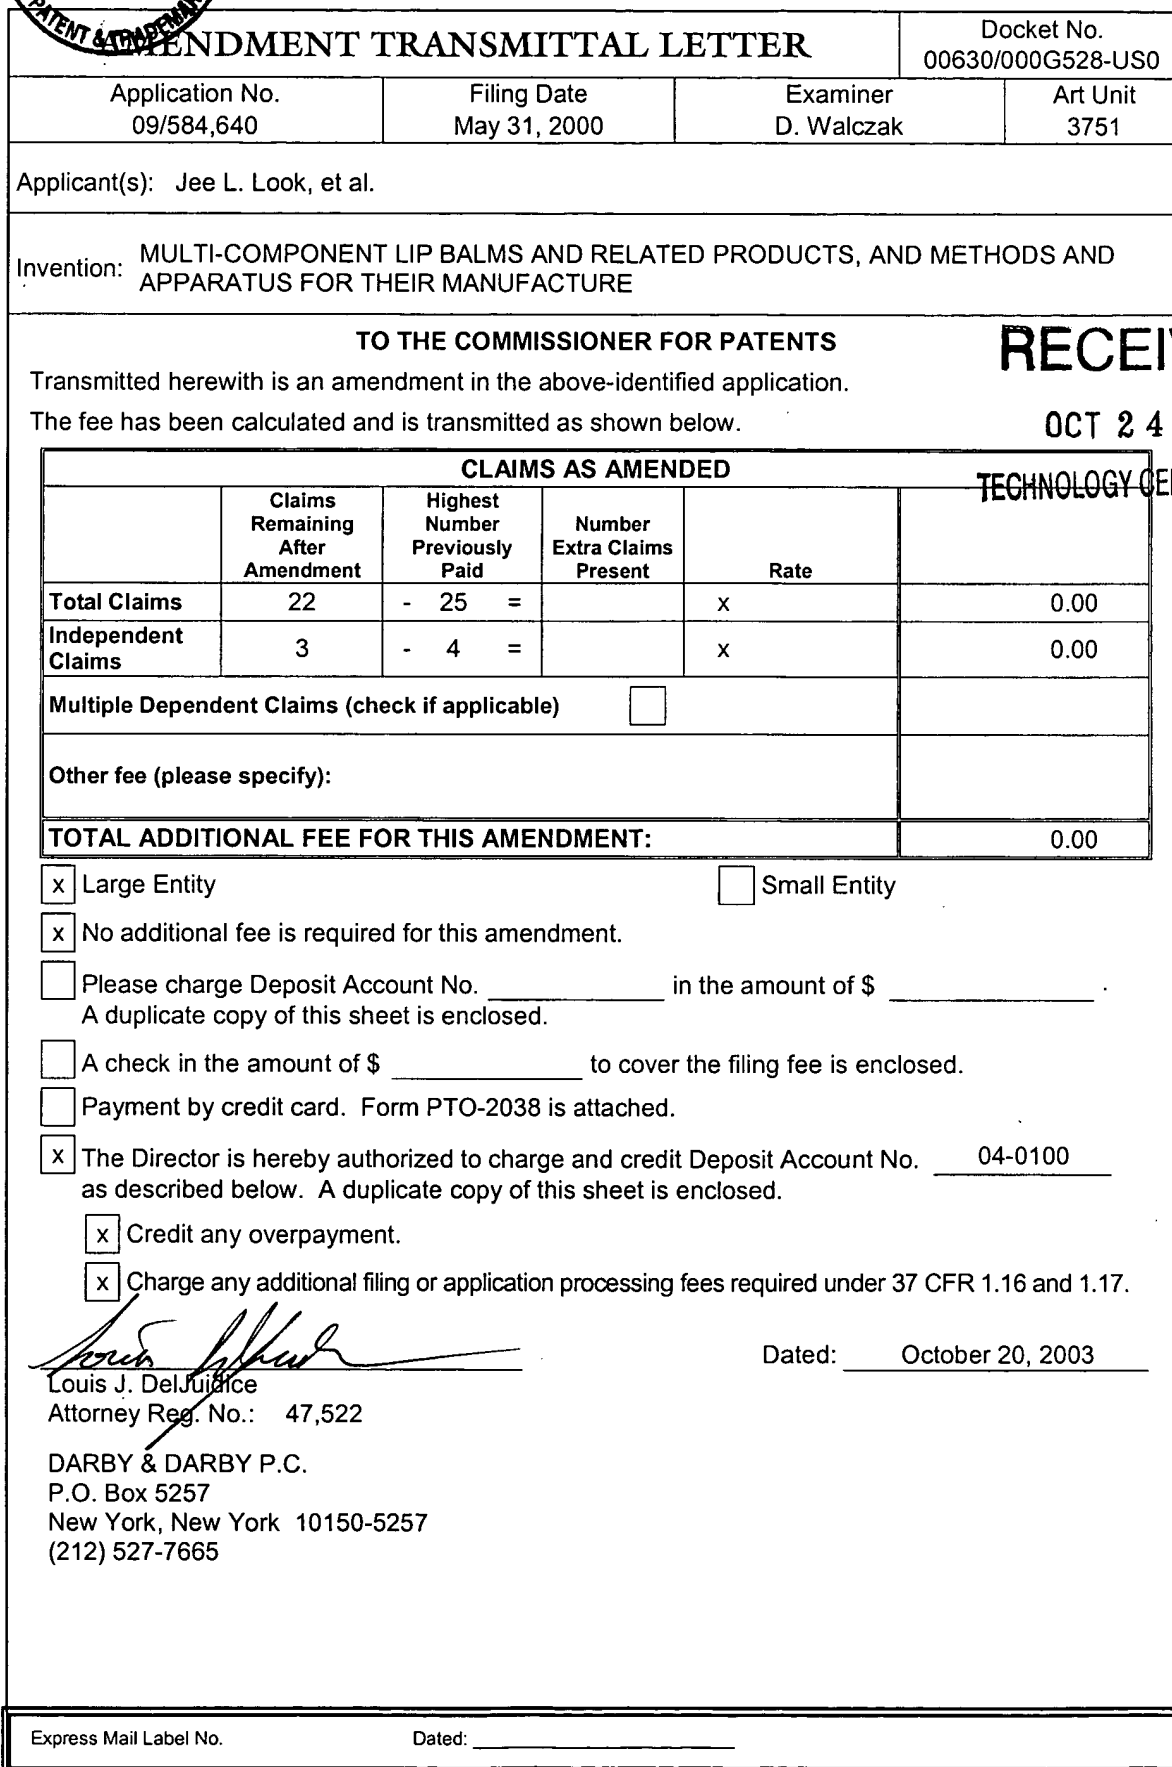 PATENT & TRADEMAR
AMENDMENT TRANSMITTAL LETTER
Docket No.
00630/000G528-US0
Application No.
09/584,640
Filing Date
May 31, 2000
Examiner
D. Walczak
Art Unit
3751
Applicant(s): Jee L. Look, et al.
Invention: MULTI-COMPONENT LIP BALMS AND RELATED PRODUCTS, AND METHODS AND
APPARATUS FOR THEIR MANUFACTURE
TO THE COMMISSIONER FOR PATENTS
RECEI
Transmitted herewith is an amendment in the above-identified application.
The fee has been calculated and is transmitted as shown below.
OCT 24
TECHNOLOGY CE
CLAIMS AS AMENDED
Claims
Remaining
After
Amendment
Highest
Number
Previously
Paid
Number
Extra Claims
Present
Rate
Total Claims 22 - 25 = x 0.00
Independent
Claims 3 - 4 = x 0.00
Multiple Dependent Claims (check if applicable)
Other fee (please specify):
TOTAL ADDITIONAL FEE FOR THIS AMENDMENT: 0.00
x Large Entity Small Entity
x No additional fee is required for this amendment.
Please charge Deposit Account No. in the amount of $ .
A duplicate copy of this sheet is enclosed.
A check in the amount of $ to cover the filing fee is enclosed.
Payment by credit card. Form PTO-2038 is attached.
x The Director is hereby authorized to charge and credit Deposit Account No. 04-0100
as described below. A duplicate copy of this sheet is enclosed.
x Credit any overpayment.
x Charge any additional filing or application processing fees required under 37 CFR 1.16 and 1.17.
Dated: October 20, 2003
Louis J. DelJuidice
Attorney Reg. No.: 47,522
DARBY & DARBY P.C.
P.O. Box 5257
New York, New York 10150-5257
(212) 527-7665
Express Mail Label No. Dated: